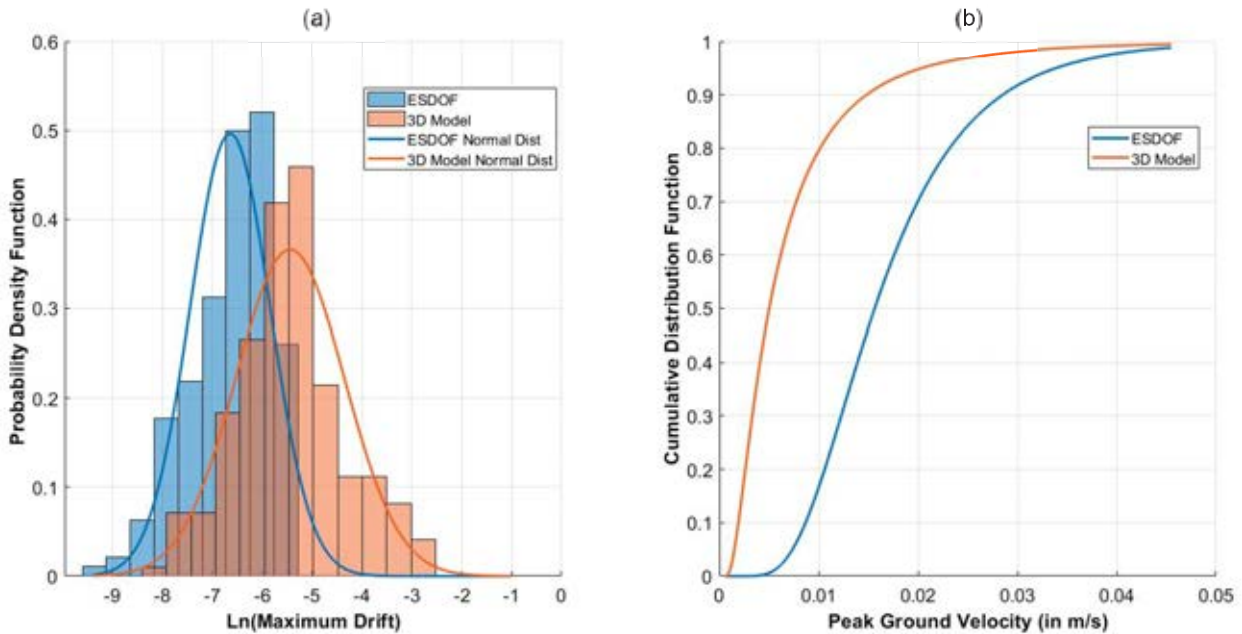 (a)
0.6
0.5
0.4
0.3
0.2
0.1
0
Probability Density Function
ESDOF
3D Model
ESDOF Normal Dist
3D Model Normal Dist
-9 -8 -7 -6 -5 -4 -3 -2 -1 0
Ln(Maximum Drift)
(b)
1
0.9
0.8
0.7
0.6
0.5
0.4
0.3
0.2
0.1
0
Cumulative Distribution Function
ESDOF
3D Model
0 0.01 0.02 0.03 0.04 0.05
Peak Ground Velocity (in m/s)